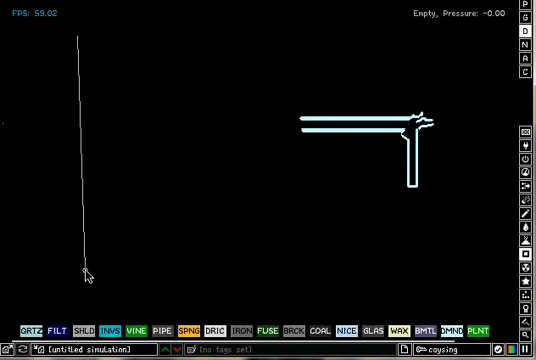 FPS: 59.02
Empty, Pressure: -0.00
P
G
D
N
A
C
QRTZ FILT SHLD INVS VINE PIPE SPNG DRIC IRON FUSE BRCK COAL NICE GLAS WAX BMTL DMND PLNT
[untitled simulation] [no tags set] coysing